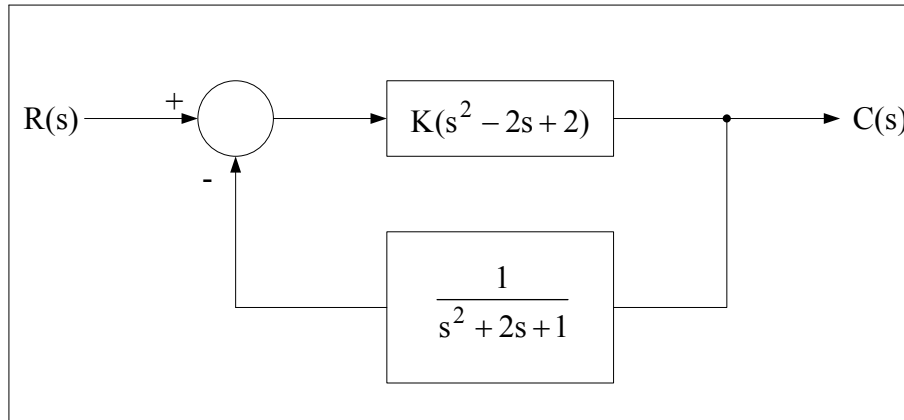 R(s)
+
-
K(s² − 2s + 2)
C(s)
1
s² + 2s + 1